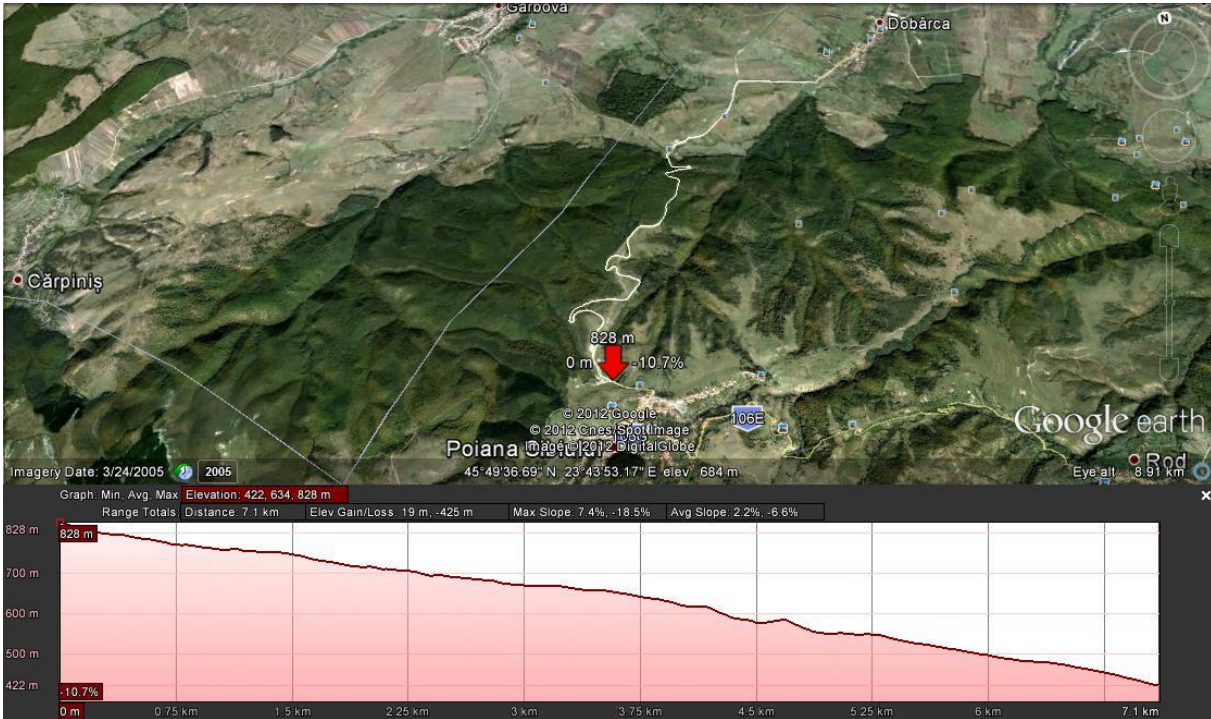 Gârbova
Dobârca
N
Cărpiniș
828 m
0 m
-10.7%
© 2012 Google
© 2012 Cnes/Spot Image
Image © 2012 DigitalGlobe
106E
Google earth
Poiana Sibiului
Rod
Imagery Date: 3/24/2005
2005
45°49'36.69" N 23°43'53.17" E elev 684 m
Eye alt 8.91 km
Graph: Min, Avg, Max Elevation: 422, 634, 828 m
Range Totals: Distance: 7.1 km Elev Gain/Loss: 19 m, -425 m Max Slope: 7.4%, -18.5% Avg Slope: 2.2%, -6.6%
828 m
828 m
700 m
600 m
500 m
422 m
-10.7%
0 m
0.75 km
1.5 km
2.25 km
3 km
3.75 km
4.5 km
5.25 km
6 km
7.1 km